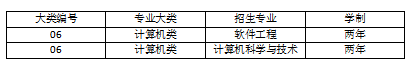 大类编号 专业大类 招生专业 学制
06 计算机类 软件工程 两年
06 计算机类 计算机科学与技术 两年